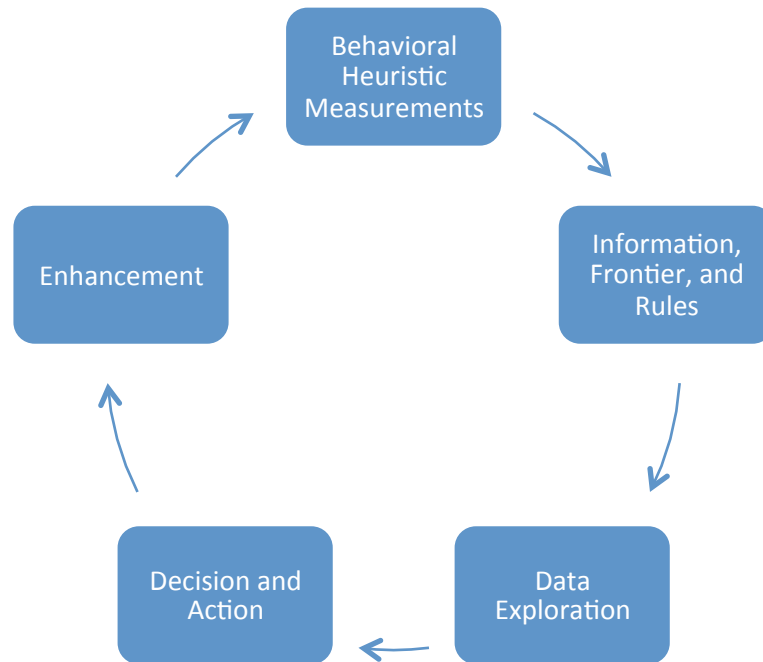 Behavioral
Heuristic
Measurements
Information,
Frontier, and
Rules
Data
Exploration
Decision and
Action
Enhancement